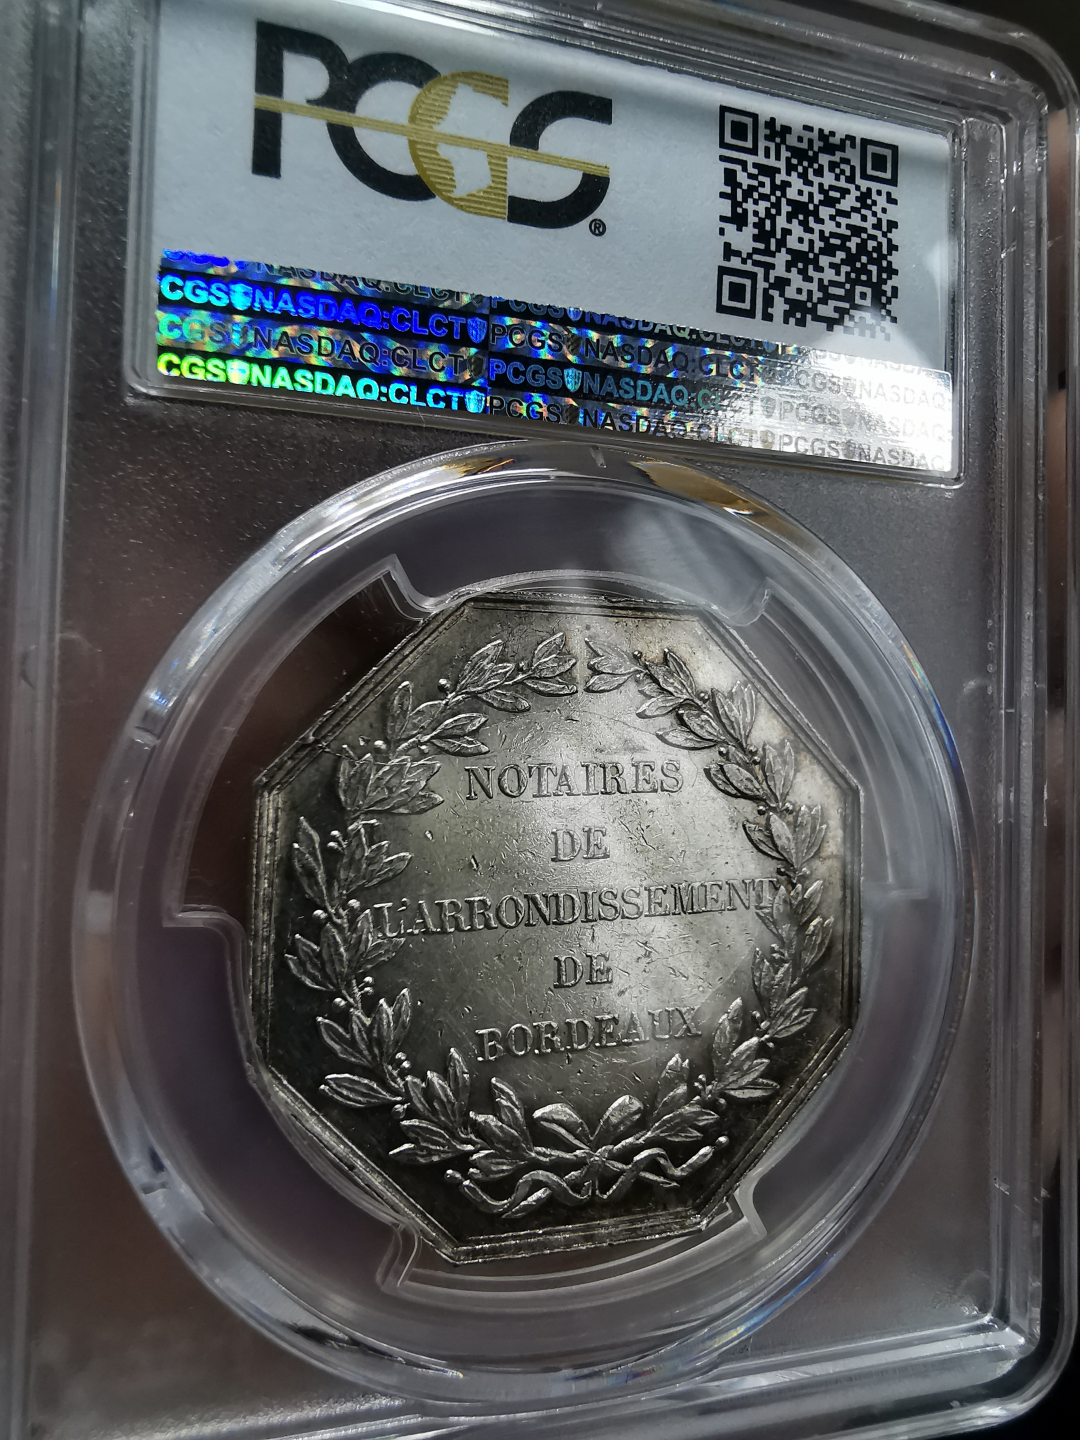 PCGS®
CGS NASDAQ:CLCT PCGS NASDAQ:CLCT
CGS NASDAQ:CLCT PCGS NASDAQ:CLCT CGS NASDAQ
CGS NASDAQ:CLCT PCGS NASDAQ:CLCT PCGS NASDAQ
NOTAIRES
DE
L'ARRONDISSEMENT
DE
BORDEAUX